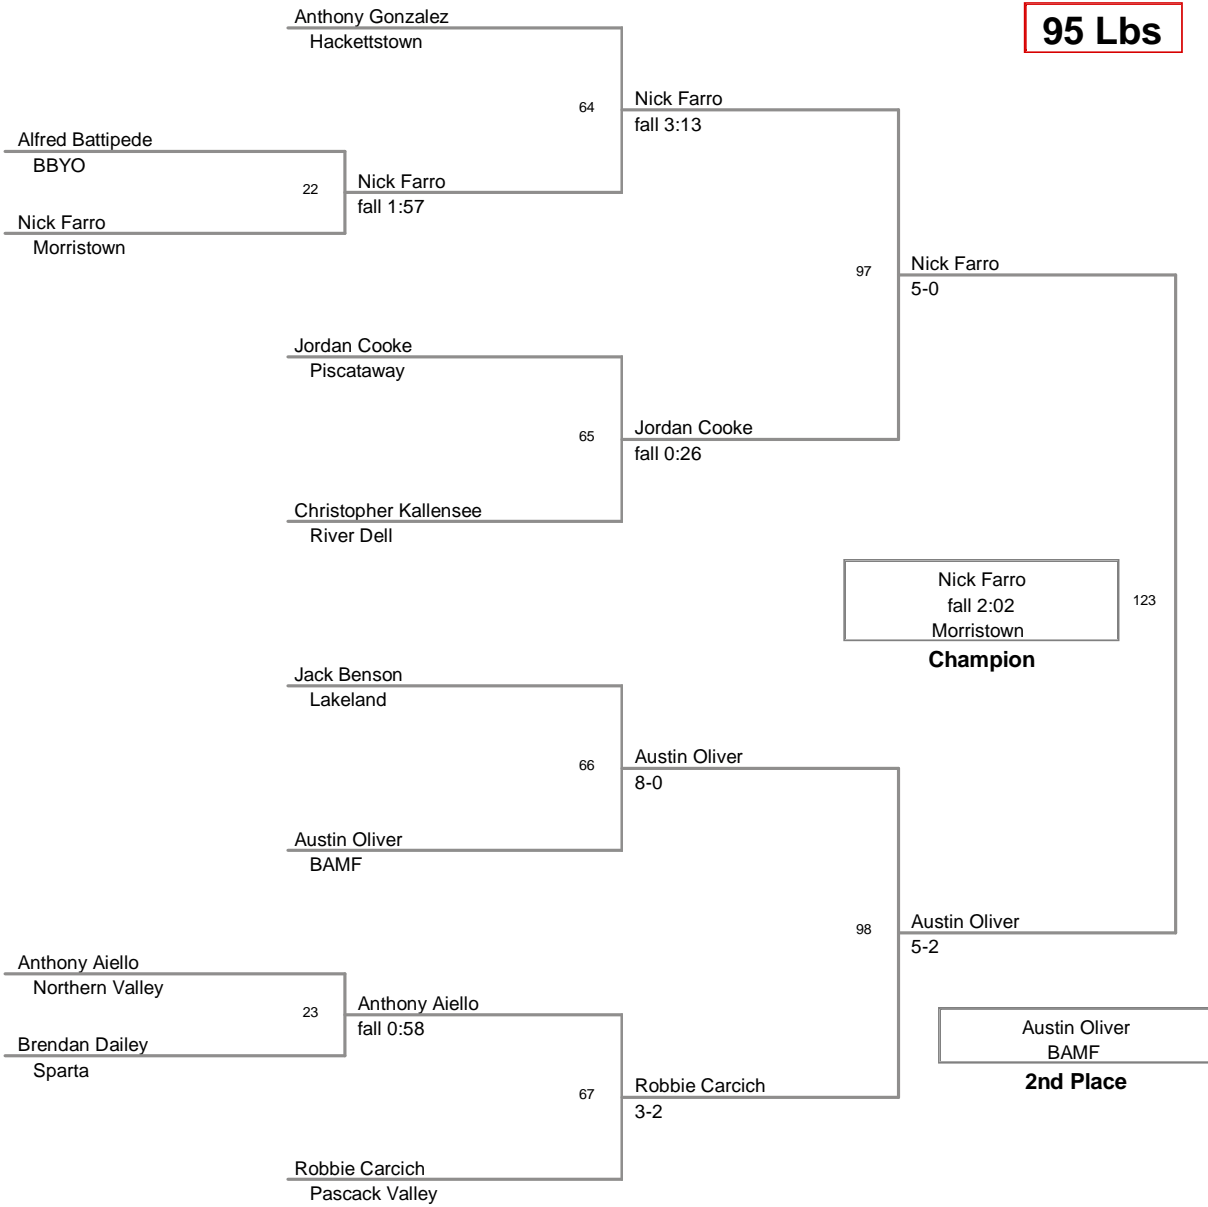 Anthony Gonzalez
Hackettstown
95 Lbs
64
Nick Farro
fall 3:13
Alfred Battipede
BBYO
22
Nick Farro
fall 1:57
Nick Farro
Morristown
97
Nick Farro
5-0
Jordan Cooke
Piscataway
65
Jordan Cooke
fall 0:26
Christopher Kallensee
River Dell
Nick Farro
fall 2:02
Morristown
123
Champion
Jack Benson
Lakeland
66
Austin Oliver
8-0
Austin Oliver
BAMF
98
Austin Oliver
5-2
Anthony Aiello
Northern Valley
23
Anthony Aiello
fall 0:58
Brendan Dailey
Sparta
Austin Oliver
BAMF
2nd Place
67
Robbie Carcich
3-2
Robbie Carcich
Pascack Valley